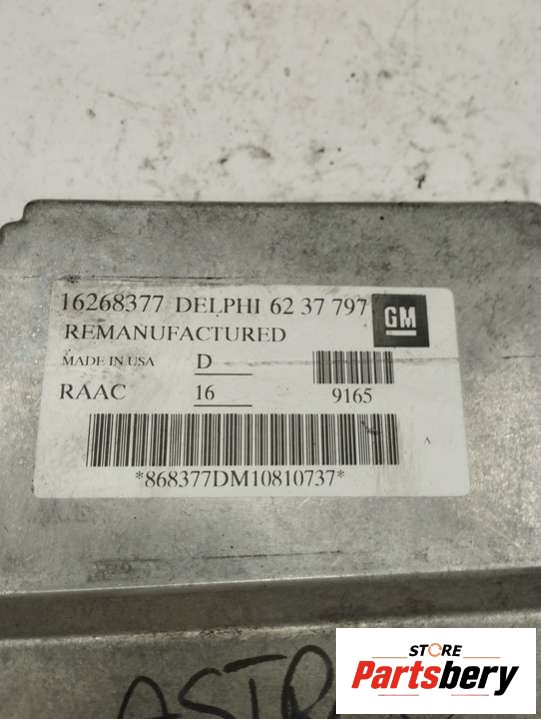 16268377 DELPHI 62 37 797 GM
REMANUFACTURED
MADE IN USA D
RAAC 16 9165
A
*868377DM10810737*
STORE
Partsbery